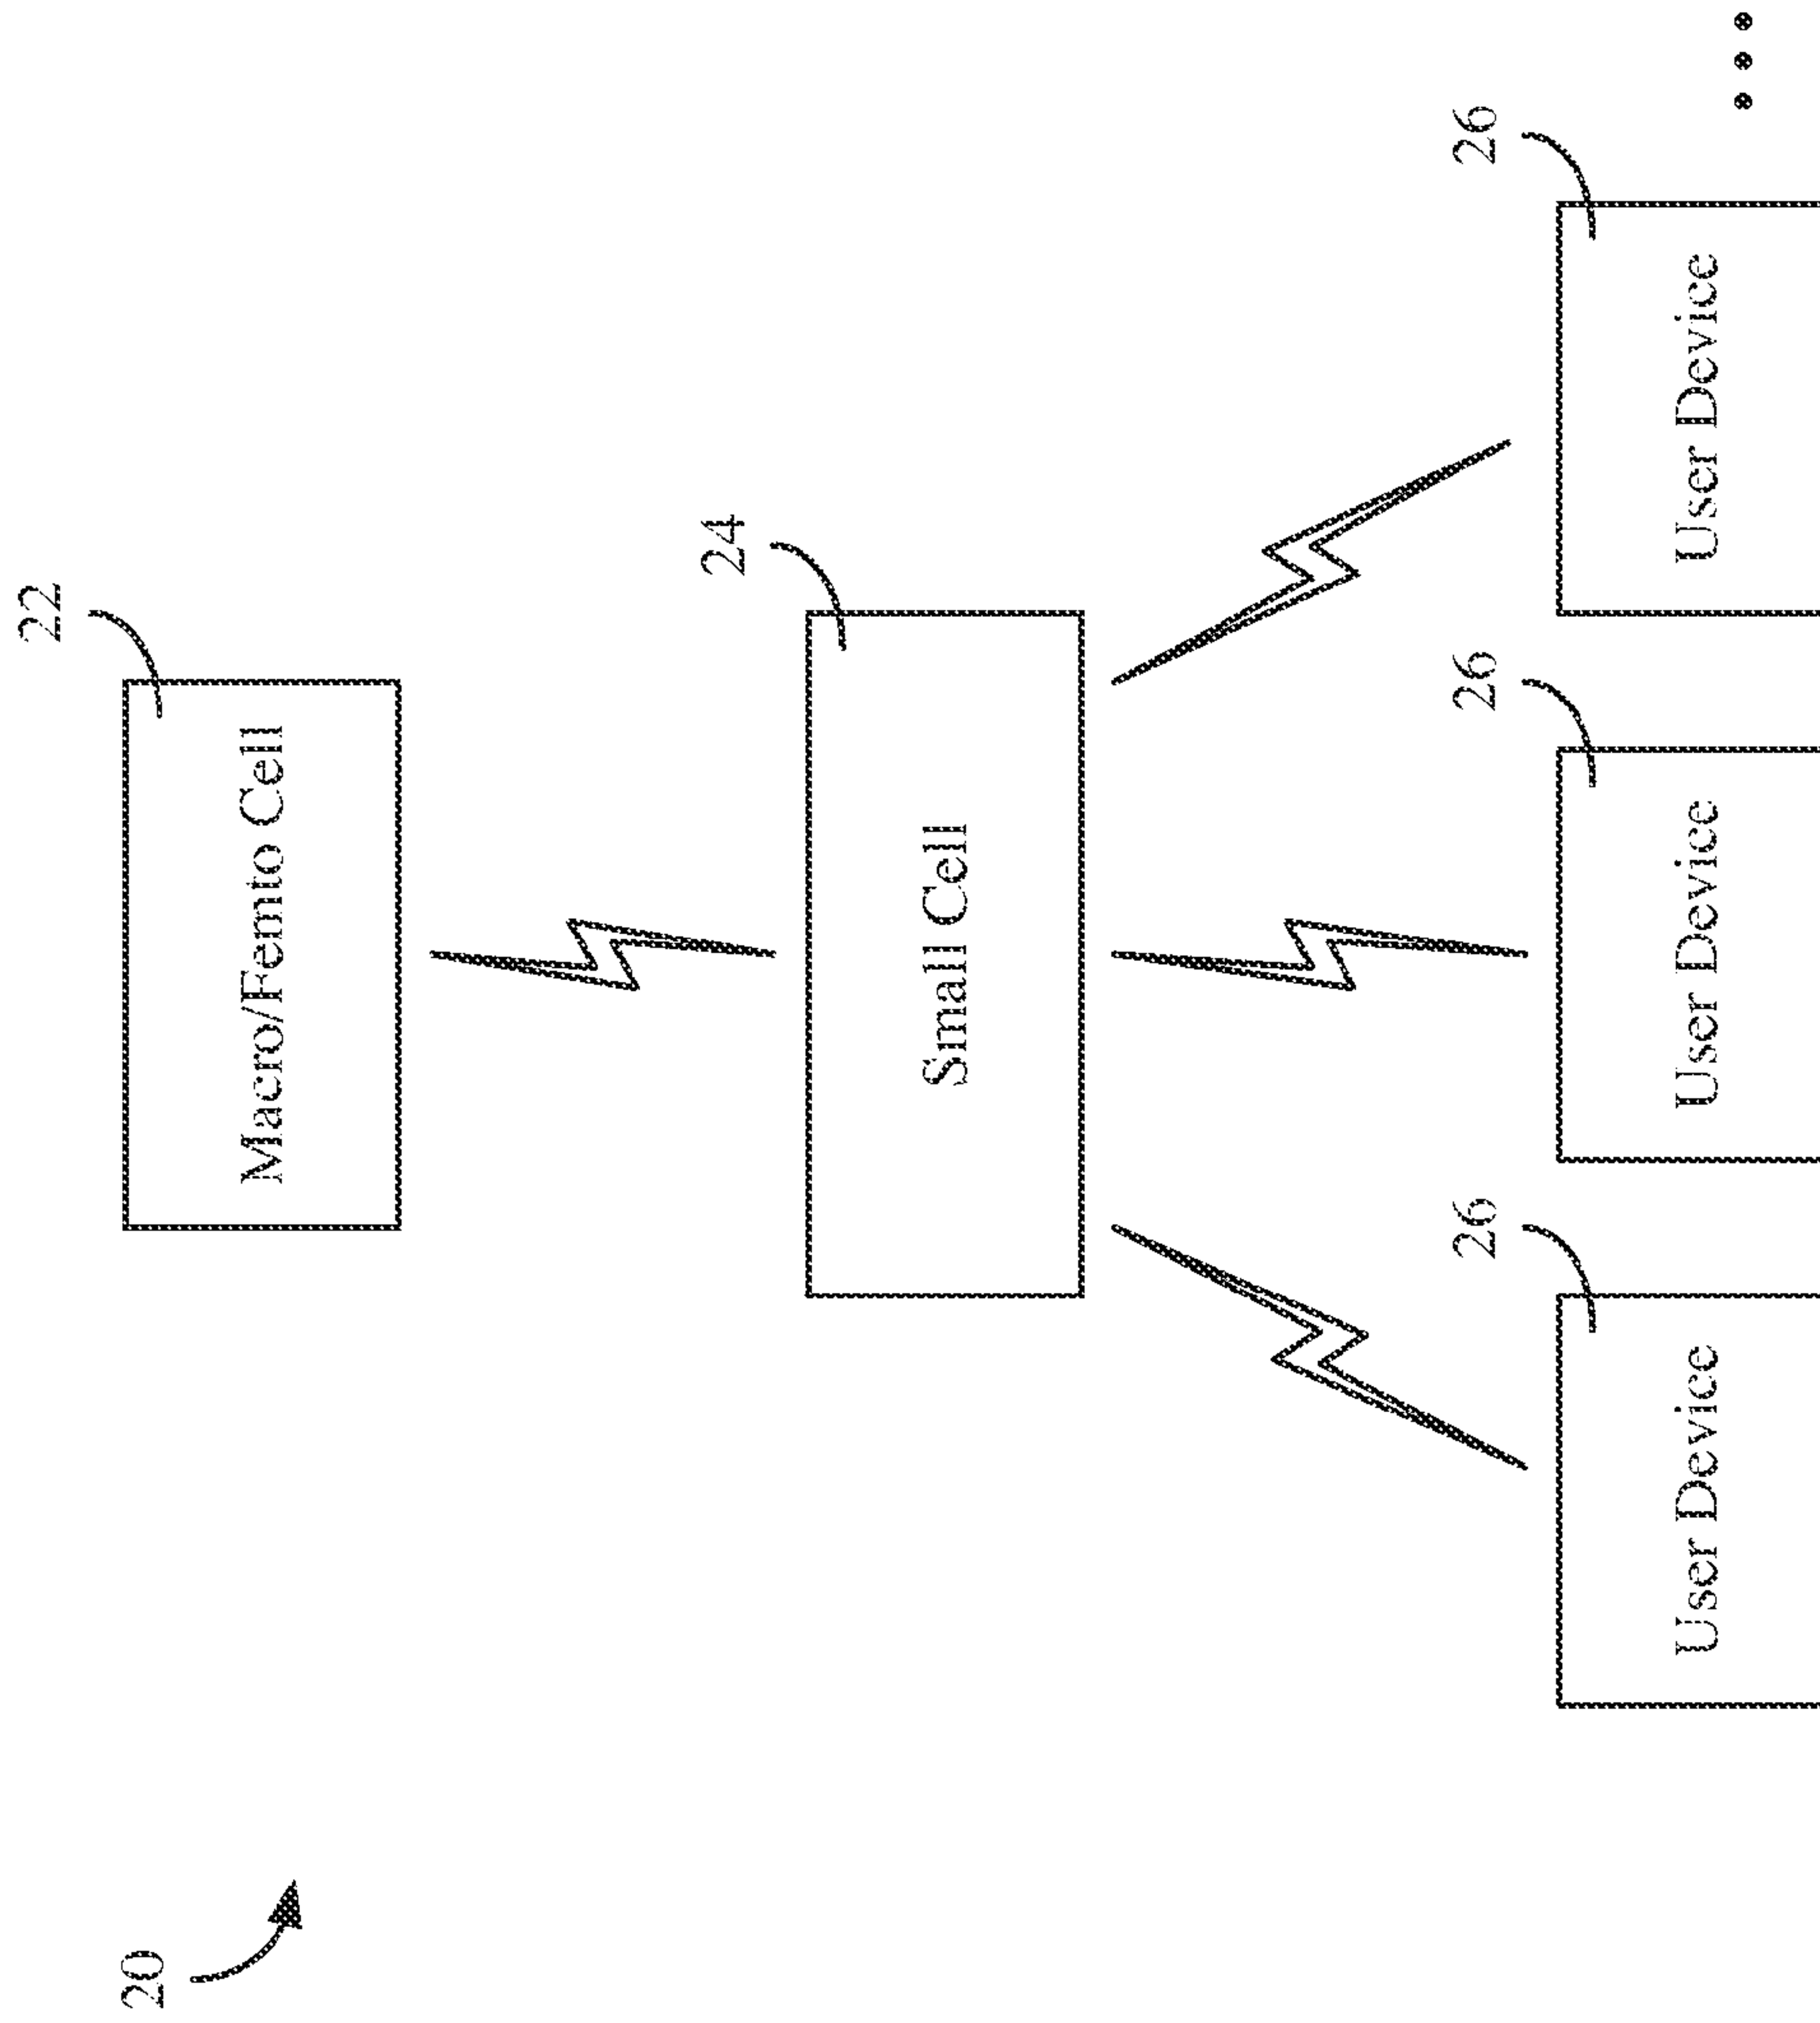 20
22
Macro/Femto Cell
24
Small Cell
26
User Device
26
User Device
26
User Device